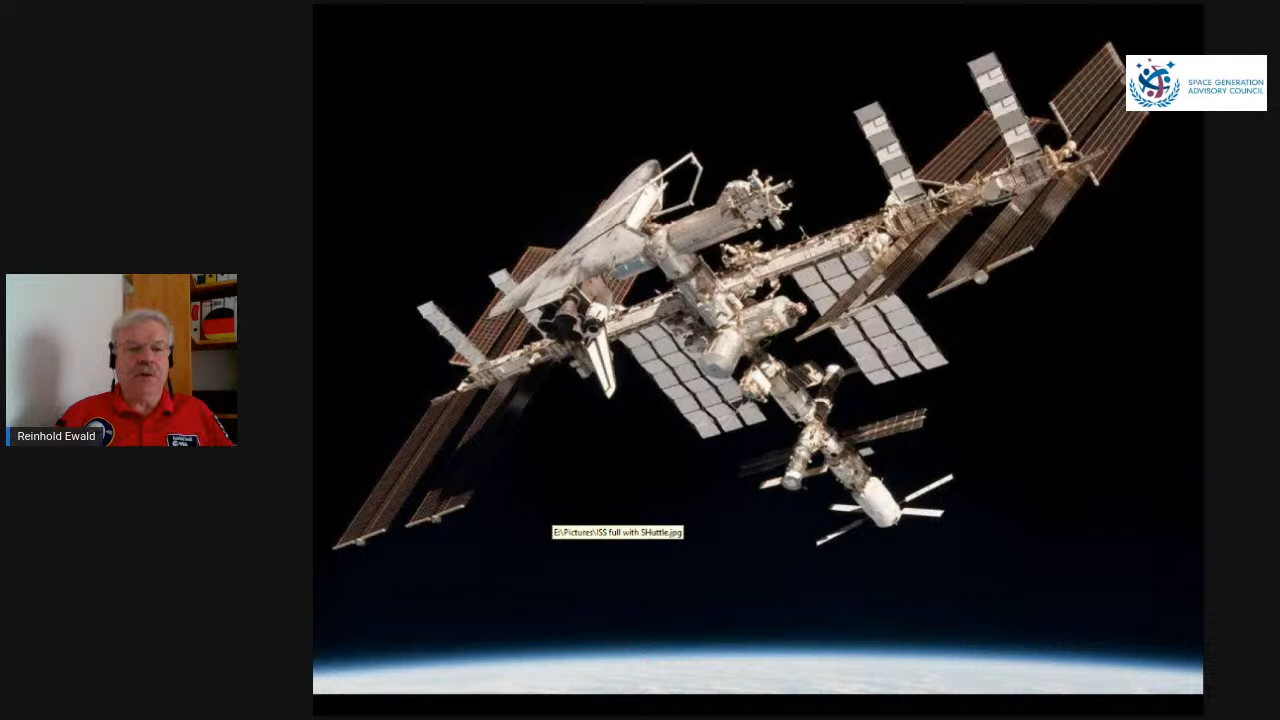 SPACE GENERATION
ADVISORY COUNCIL
Reinhold Ewald
E:\Pictures\ISS full with SHuttle.jpg